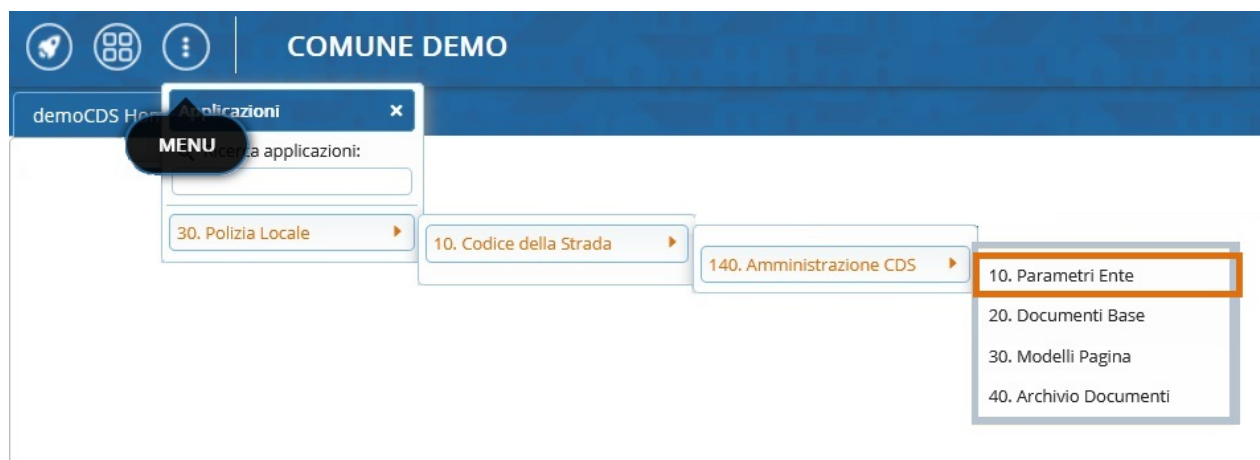 COMUNE DEMO
demoCDS
Applicazioni
MENU
applicazioni:
30. Polizia Locale
10. Codice della Strada
140. Amministrazione CDS
10. Parametri Ente
20. Documenti Base
30. Modelli Pagina
40. Archivio Documenti